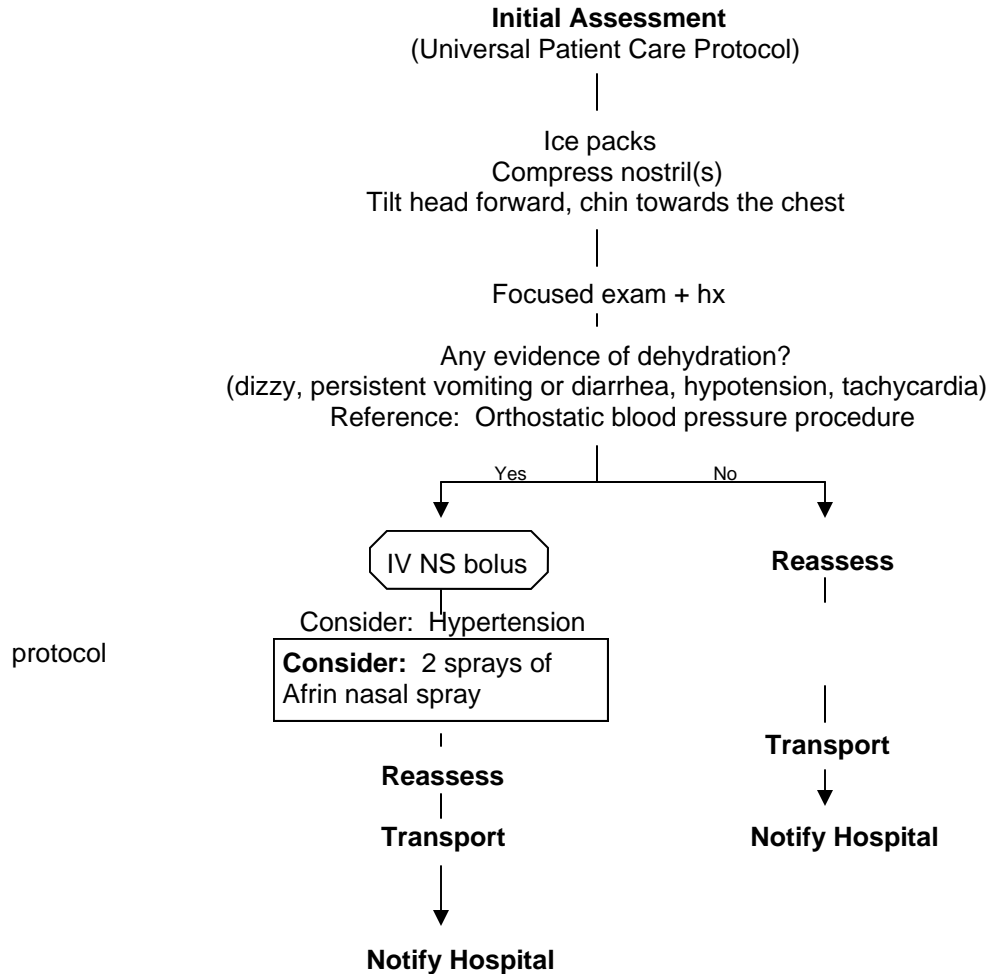 Initial Assessment
(Universal Patient Care Protocol)
Ice packs
Compress nostril(s)
Tilt head forward, chin towards the chest
Focused exam + hx
Any evidence of dehydration?
(dizzy, persistent vomiting or diarrhea, hypotension, tachycardia)
Reference: Orthostatic blood pressure procedure
Yes
No
IV NS bolus
Reassess
Consider: Hypertension
protocol
Consider: 2 sprays of
Afrin nasal spray
Transport
Reassess
Transport
Notify Hospital
Notify Hospital